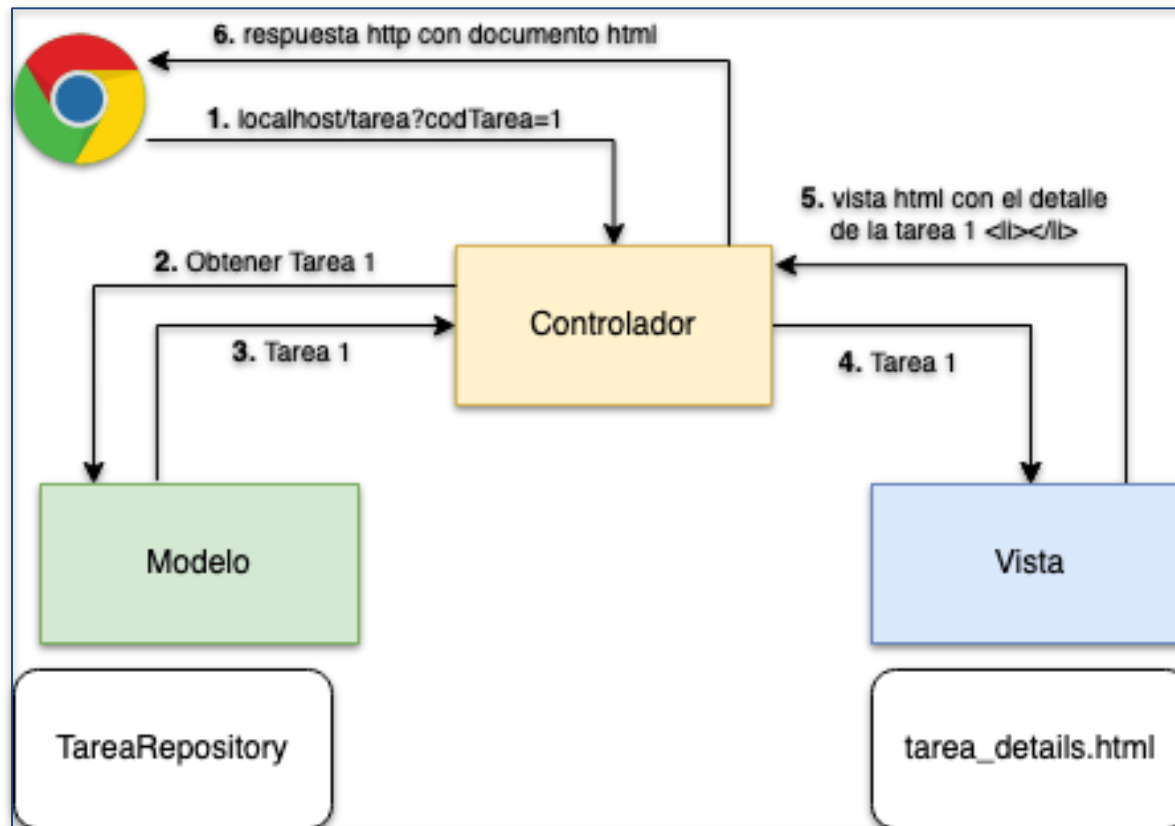 6. respuesta http con documento html
1. localhost/tarea?codTarea=1
5. vista html con el detalle
de la tarea 1 <li></li>
2. Obtener Tarea 1
Controlador
3. Tarea 1
4. Tarea 1
Modelo
Vista
TareaRepository
tarea_details.html